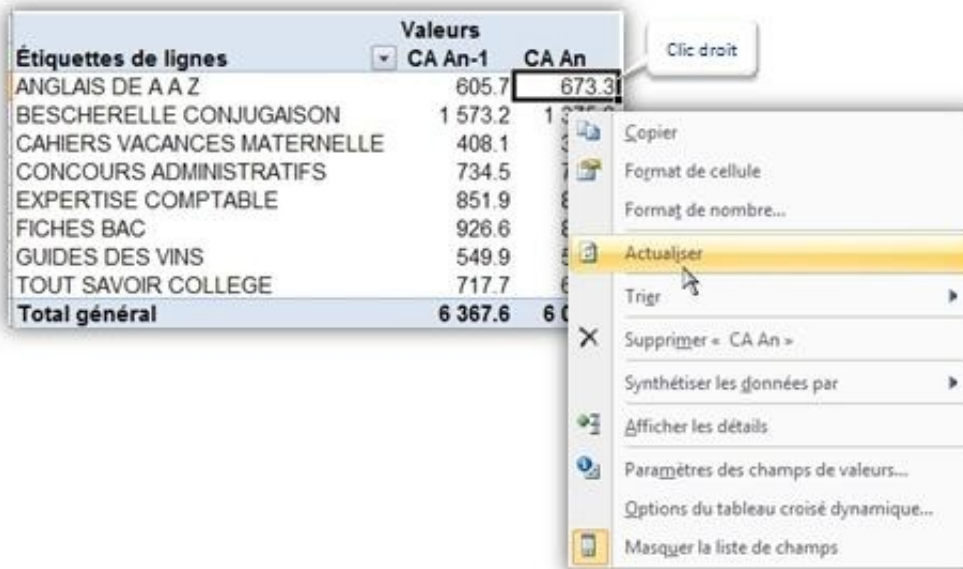 Valeurs
Étiquettes de lignes CA An-1 CA An
ANGLAIS DE A A Z 605.7 673.3
BESCHERELLE CONJUGAISON 1 573.2
CAHIERS VACANCES MATERNELLE 408.1
CONCOURS ADMINISTRATIFS 734.5
EXPERTISE COMPTABLE 851.9
FICHES BAC 926.6
GUIDES DES VINS 549.9
TOUT SAVOIR COLLEGE 717.7
Total général 6 367.6
Clic droit
Copier
Format de cellule
Format de nombre...
Actualiser
Trier
Supprimer « CA An »
Synthétiser les données par
Afficher les détails
Paramètres des champs de valeurs...
Options du tableau croisé dynamique...
Masquer la liste de champs